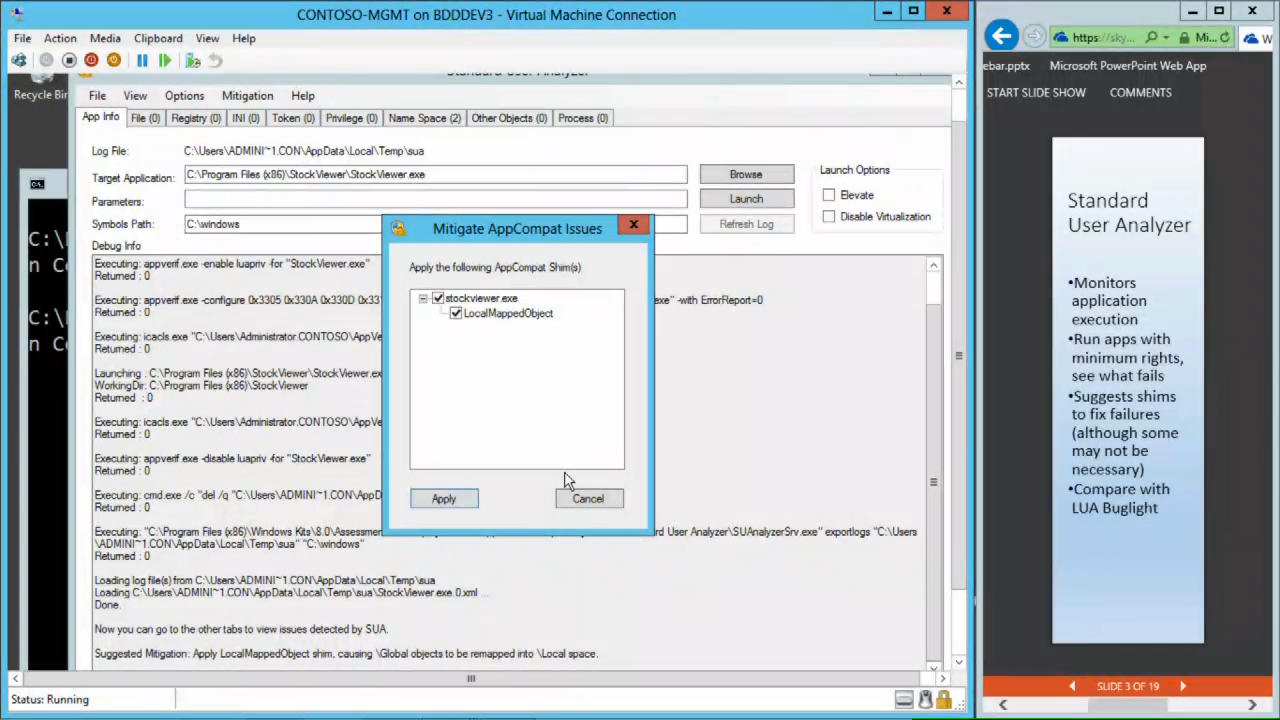 CONTOSO-MGMT on BDDDEV3 - Virtual Machine Connection
File Action Media Clipboard View Help
Recycle Bin
Standard User Analyzer
File View Options Mitigation Help
App Info File (0) Registry (0) INI (0) Token (0) Privilege (0) Name Space (2) Other Objects (0) Process (0)
Log File: C:\Users\ADMINI~1.CON\AppData\Local\Temp\sua
Target Application: C:\Program Files (x86)\StockViewer\StockViewer.exe Browse
Parameters: Launch
Symbols Path: C:\windows Refresh Log
Launch Options
Elevate
Disable Virtualization
Debug Info
Executing: appverf.exe -enable luapriv -for "StockViewer.exe"
Returned : 0
Executing: appverf.exe -configure 0x3305 0x330A 0x330D 0x33 exe" -with ErrorReport=0
Returned : 0
Executing: icacls.exe "C:\Users\Administrator.CONTOSO\AppVe
Returned : 0
Launching : C:\Program Files (x86)\StockViewer\StockViewer.ex
WorkingDir: C:\Program Files (x86)\StockViewer
Returned : 0
Executing: icacls.exe "C:\Users\Administrator.CONTOSO\AppVe
Returned : 0
Executing: appverf.exe -disable luapriv -for "StockViewer.exe"
Returned : 0
Executing: cmd.exe /c "del /q "C:\Users\ADMINI~1.CON\AppD
Returned : 0
Executing: "C:\Program Files (x86)\Windows Kits\8.0\Assessmen rd User Analyzer\SUAnalyzerSrv.exe" exportlogs "C:\Users
\ADMINI~1.CON\AppData\Local\Temp\sua" "C:\windows"
Returned : 0
Loading log file(s) from C:\Users\ADMINI~1.CON\AppData\Local\Temp\sua
Loading C:\Users\ADMINI~1.CON\AppData\Local\Temp\sua\StockViewer.exe.0.xml ...
Done.
Now you can go to the other tabs to view issues detected by SUA.
Suggested Mitigation: Apply LocalMappedObject shim, causing \Global objects to be remapped into \Local space.
Mitigate AppCompat Issues
Apply the following AppCompat Shim(s)
stockviewer.exe
LocalMappedObject
Apply Cancel
Status: Running
https://sky... Mi...
ebar.pptx Microsoft PowerPoint Web App
START SLIDE SHOW COMMENTS
Standard
User Analyzer
•Monitors
application
execution
•Run apps with
minimum rights,
see what fails
•Suggests shims
to fix failures
(although some
may not be
necessary)
•Compare with
LUA Buglight
SLIDE 3 OF 19